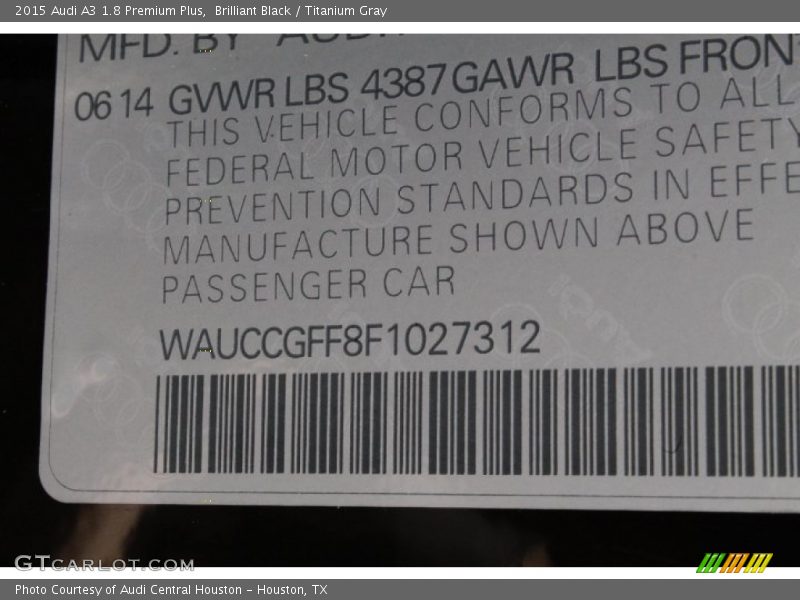 2015 Audi A3 1.8 Premium Plus,  Brilliant Black / Titanium Gray
MFD. BY AUDI
06 14 GVWR LBS 4387 GAWR LBS FRONT
THIS VEHICLE CONFORMS TO ALL
FEDERAL MOTOR VEHICLE SAFETY
PREVENTION STANDARDS IN EFFE
MANUFACTURE SHOWN ABOVE
PASSENGER CAR
WAUCCGFF8F1027312
GTCARLOT.COM
Photo Courtesy of Audi Central Houston - Houston, TX